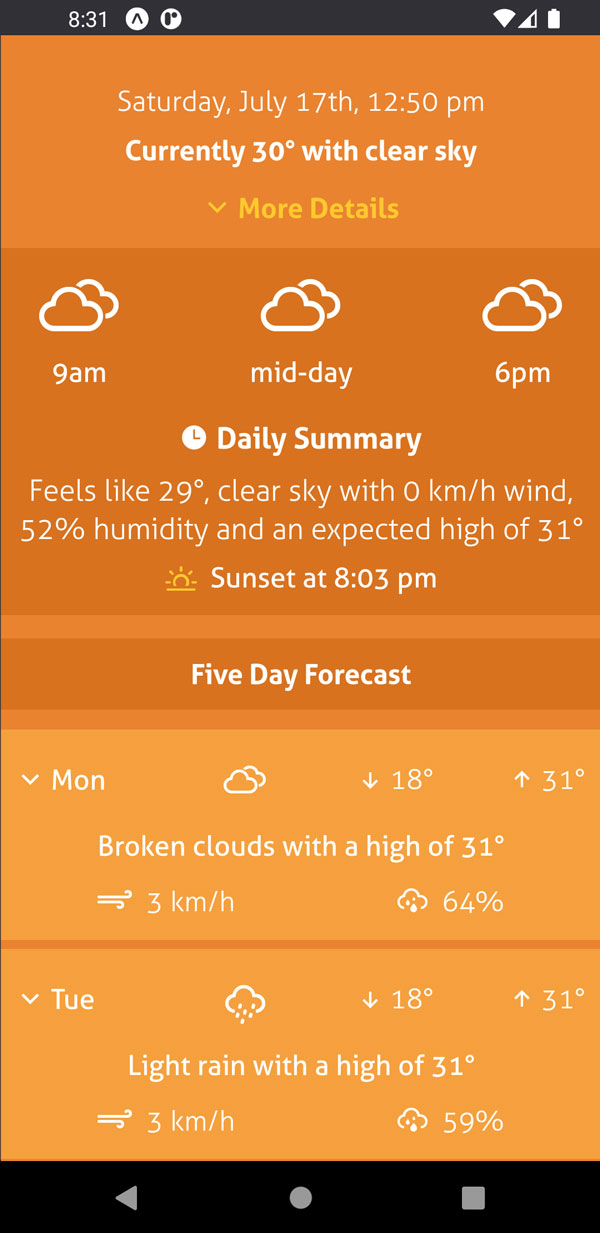 8:31
Saturday, July 17th, 12:50 pm
Currently 30° with clear sky
More Details
9am mid-day 6pm
Daily Summary
Feels like 29°, clear sky with 0 km/h wind,
52% humidity and an expected high of 31°
Sunset at 8:03 pm
Five Day Forecast
Mon 18° 31°
Broken clouds with a high of 31°
3 km/h 64%
Tue 18° 31°
Light rain with a high of 31°
3 km/h 59%